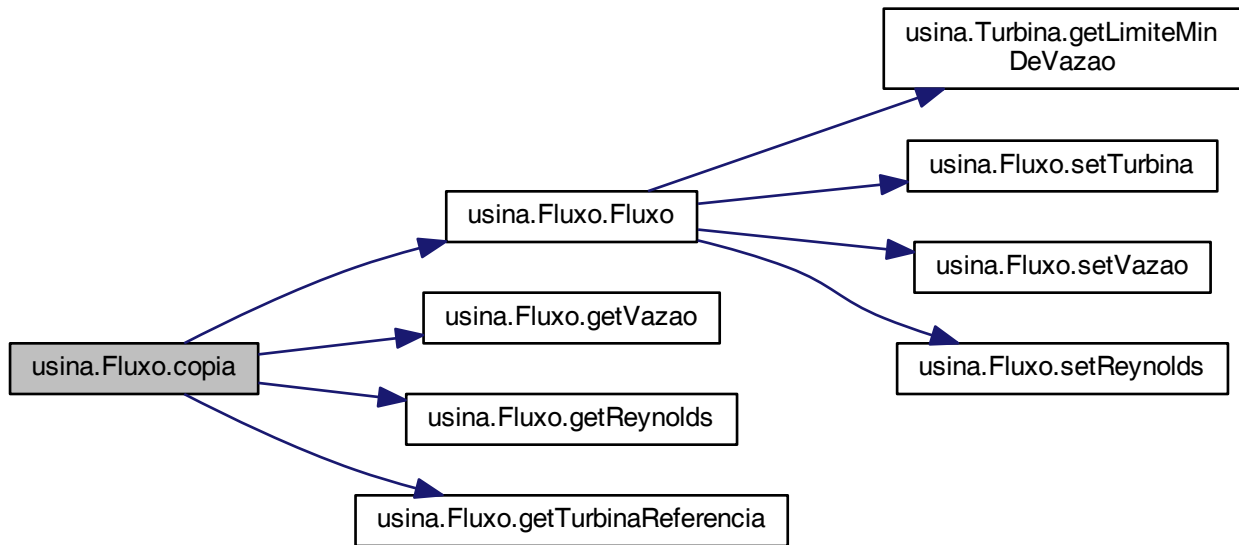 usina.Turbina.getLimiteMin
DeVazao
usina.Fluxo.setTurbina
usina.Fluxo.Fluxo
usina.Fluxo.setVazao
usina.Fluxo.getVazao
usina.Fluxo.copia
usina.Fluxo.setReynolds
usina.Fluxo.getReynolds
usina.Fluxo.getTurbinaReferencia